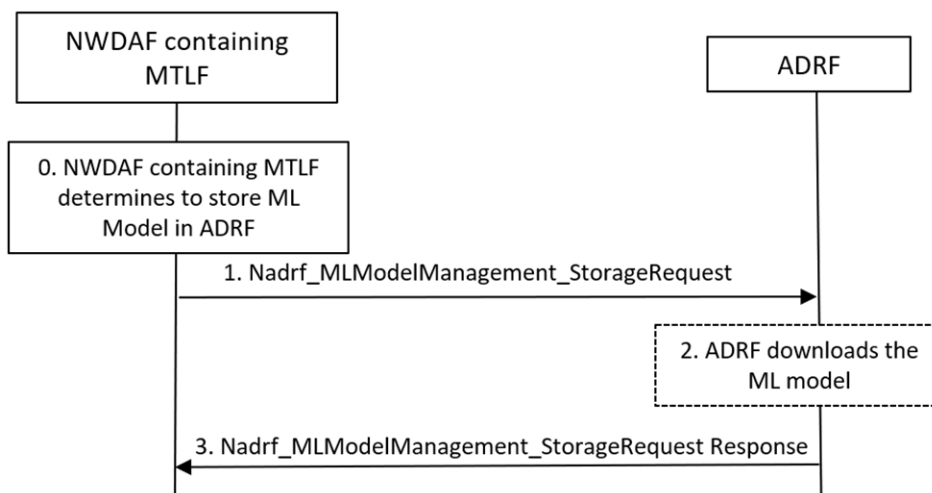 NWDAF containing
MTLF
ADRF
0. NWDAF containing MTLF
determines to store ML
Model in ADRF
1. Nadrf_MLModelManagement_StorageRequest
2. ADRF downloads the
ML model
3. Nadrf_MLModelManagement_StorageRequest Response